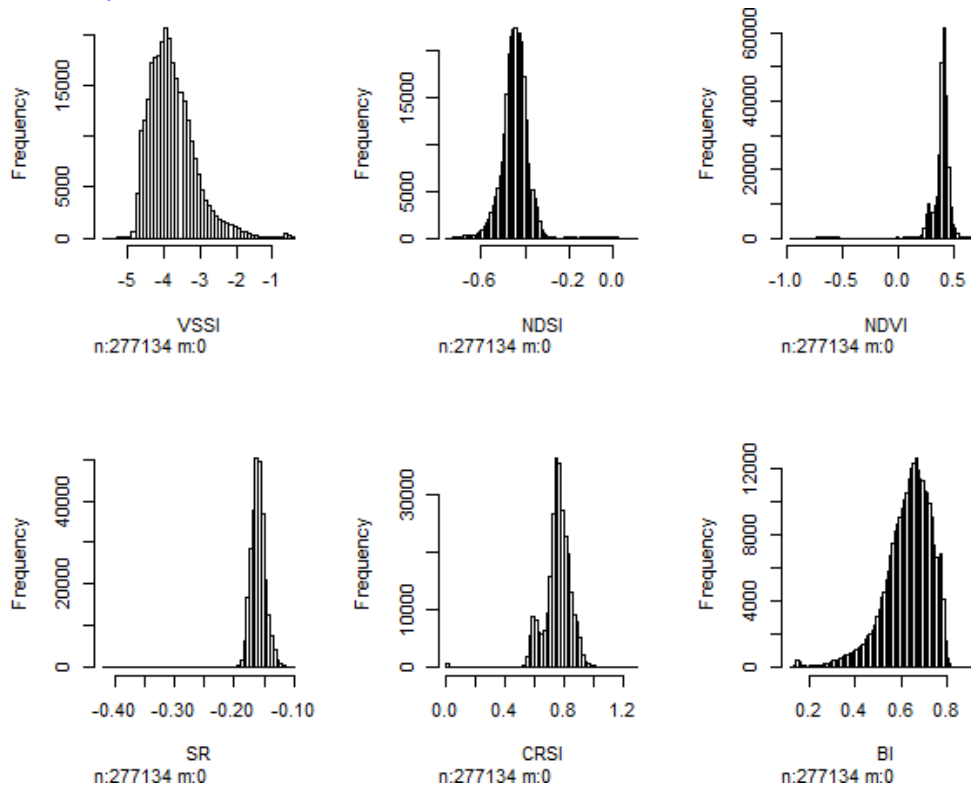 Frequency
15000
5000
0
-5 -4 -3 -2 -1
VSSI
n:277134 m:0
Frequency
15000
5000
0
-0.6 -0.2 0.0
NDSI
n:277134 m:0
Frequency
60000
40000
20000
0
-1.0 -0.5 0.0 0.5
NDVI
n:277134 m:0
Frequency
40000
20000
0
-0.40 -0.30 -0.20 -0.10
SR
n:277134 m:0
Frequency
30000
10000
0
0.0 0.4 0.8 1.2
CRSI
n:277134 m:0
Frequency
12000
8000
4000
0
0.2 0.4 0.6 0.8
BI
n:277134 m:0